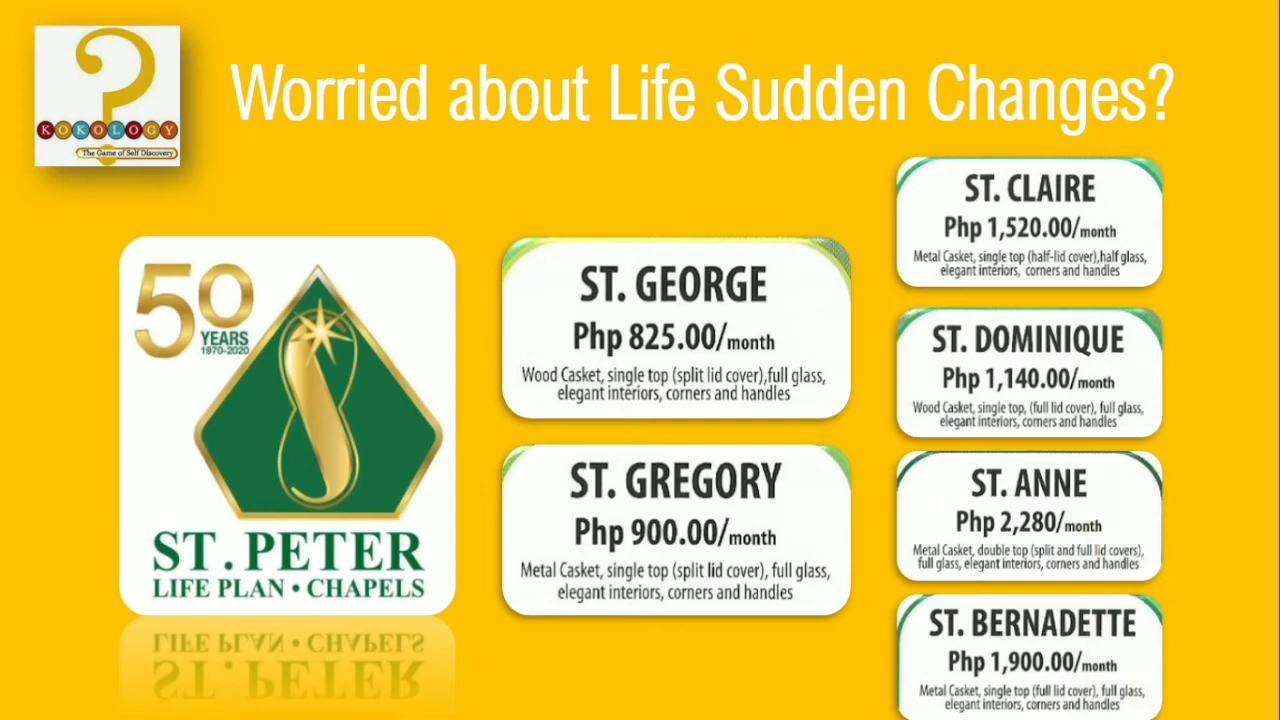 KOKOLOGY
The Game of Self Discovery
Worried about Life Sudden Changes?
50
YEARS
1970-2020
ST. PETER
LIFE PLAN • CHAPELS
LIFE PLAN • CHAPELS
ST. PETER
ST. GEORGE
Php 825.00/month
Wood Casket, single top (split lid cover),full glass,
elegant interiors, corners and handles
ST. GREGORY
Php 900.00/month
Metal Casket, single top (split lid cover), full glass,
elegant interiors, corners and handles
ST. CLAIRE
Php 1,520.00/month
Metal Casket, single top (half-lid cover),half glass,
elegant interiors, corners and handles
ST. DOMINIQUE
Php 1,140.00/month
Wood Casket, single top, (full lid cover), full glass,
elegant interiors, corners and handles
ST. ANNE
Php 2,280/month
Metal Casket, double top (split and full lid covers),
full glass, elegant interiors, corners and handles
ST. BERNADETTE
Php 1,900.00/month
Metal Casket, single top (full lid cover), full glass,
elegant interiors, corners and handles